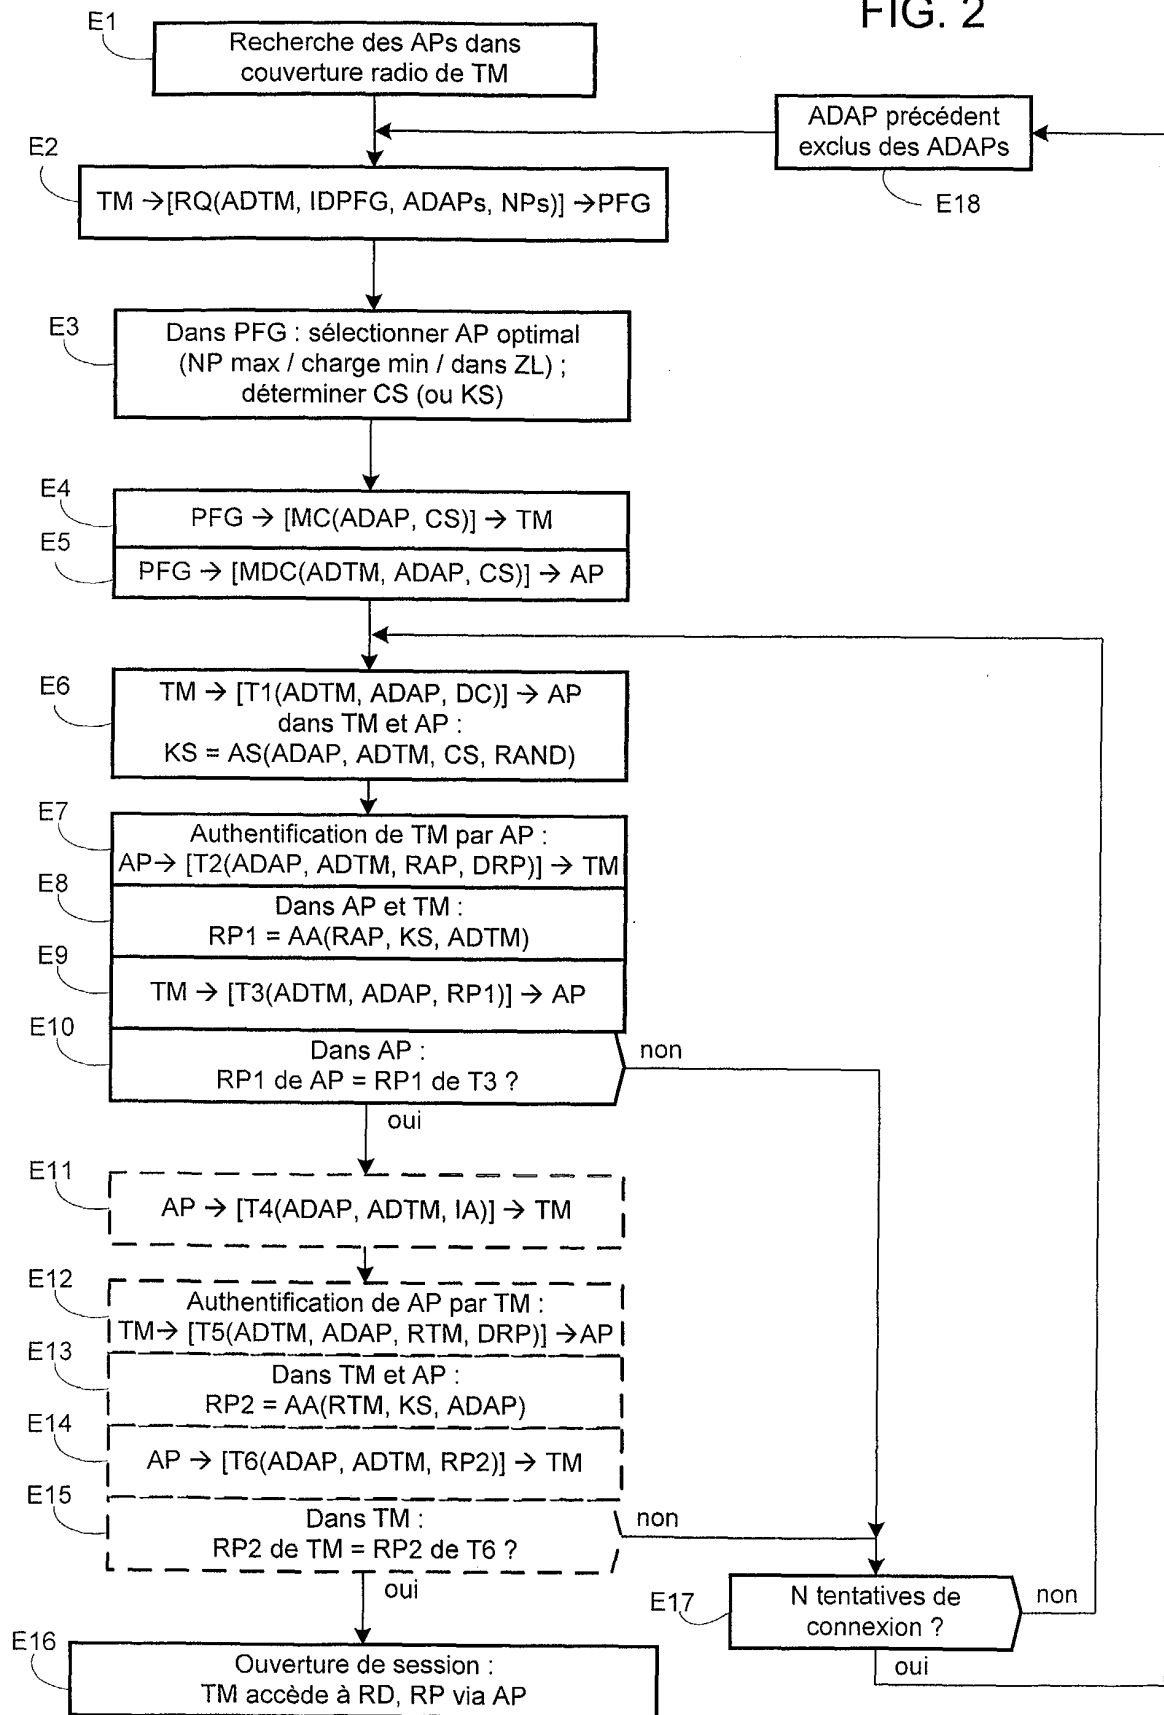 FIG. 2
E1
Recherche des APs dans
couverture radio de TM
ADAP précédent
exclus des ADAPs
E18
E2
TM →[RQ(ADTM, IDPFG, ADAPs, NPs)] →PFG
E3
Dans PFG : sélectionner AP optimal
(NP max / charge min / dans ZL) ;
déterminer CS (ou KS)
E4
PFG → [MC(ADAP, CS)] → TM
E5
PFG → [MDC(ADTM, ADAP, CS)] → AP
E6
TM → [T1(ADTM, ADAP, DC)] → AP
dans TM et AP :
KS = AS(ADAP, ADTM, CS, RAND)
E7
Authentification de TM par AP :
AP→ [T2(ADAP, ADTM, RAP, DRP)] → TM
E8
Dans AP et TM :
RP1 = AA(RAP, KS, ADTM)
E9
TM → [T3(ADTM, ADAP, RP1)] → AP
E10
Dans AP :
RP1 de AP = RP1 de T3 ?
non
oui
E11
AP → [T4(ADAP, ADTM, IA)] → TM
E12
Authentification de AP par TM :
TM→ [T5(ADTM, ADAP, RTM, DRP)] →AP
E13
Dans TM et AP :
RP2 = AA(RTM, KS, ADAP)
E14
AP → [T6(ADAP, ADTM, RP2)] → TM
E15
Dans TM :
RP2 de TM = RP2 de T6 ?
non
oui
E17
N tentatives de
connexion ?
non
oui
E16
Ouverture de session :
TM accède à RD, RP via AP